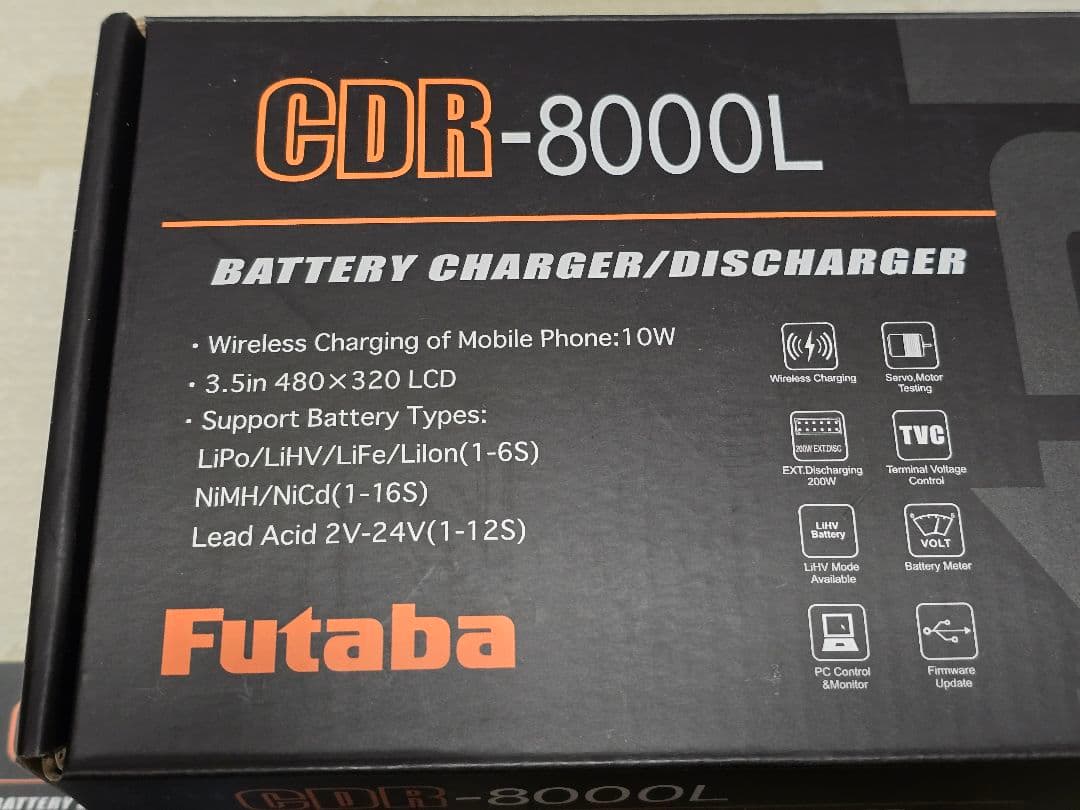 CDR-8000L
BATTERY CHARGER/DISCHARGER
・Wireless Charging of Mobile Phone:10W
・3.5in 480×320 LCD
・Support Battery Types:
LiPo/LiHV/LiFe/LiIon(1-6S)
NiMH/NiCd(1-16S)
Lead Acid 2V-24V(1-12S)
Futaba
Wireless Charging
Servo,Motor
Testing
200W EXT.DISC
EXT.Discharging
200W
TVC
Terminal Voltage
Control
LiHV
Battery
LiHV Mode
Available
VOLT
Battery Meter
PC Control
&Monitor
Firmware
Update
CDR-8000L